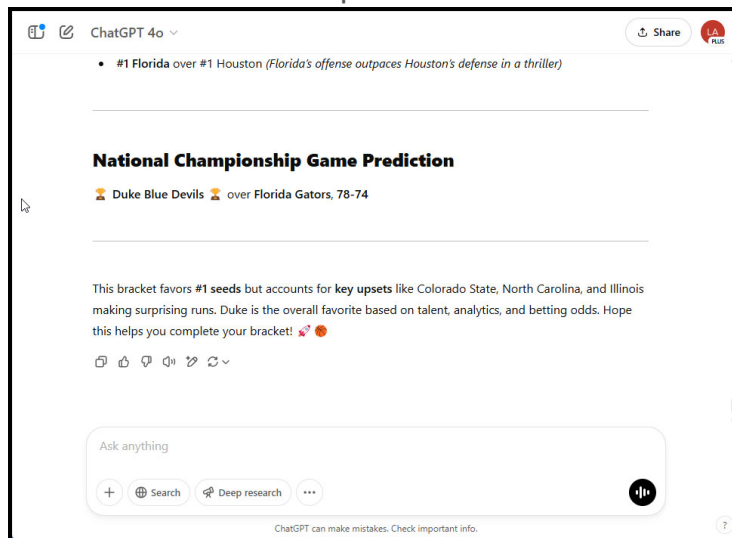 ChatGPT 4o
Share
LA
PLUS
#1 Florida over #1 Houston (Florida's offense outpaces Houston's defense in a thriller)
National Championship Game Prediction
🏆 Duke Blue Devils 🏆 over Florida Gators, 78-74
This bracket favors #1 seeds but accounts for key upsets like Colorado State, North Carolina, and Illinois
making surprising runs. Duke is the overall favorite based on talent, analytics, and betting odds. Hope
this helps you complete your bracket! 🚀 🏀
Ask anything
Search
Deep research
ChatGPT can make mistakes. Check important info.
?